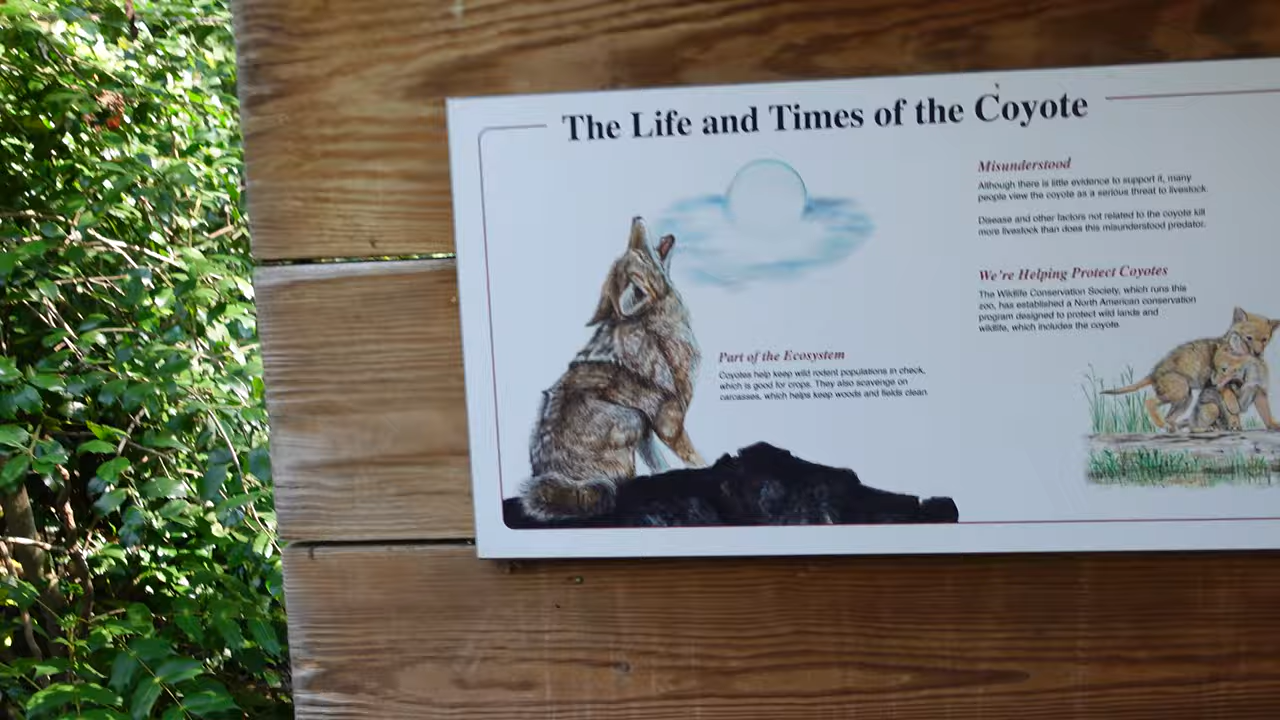 The Life and Times of the Coyote
Misunderstood
Although there is little evidence to support it, many
people view the coyote as a serious threat to livestock.
Disease and other factors not related to the coyote kill
more livestock than does this misunderstood predator.
We're Helping Protect Coyotes
The Wildlife Conservation Society, which runs this
zoo, has established a North American conservation
program designed to protect wild lands and
wildlife, which includes the coyote.
Part of the Ecosystem
Coyotes help keep wild rodent populations in check,
which is good for crops. They also scavenge on
carcasses, which helps keep woods and fields clean.